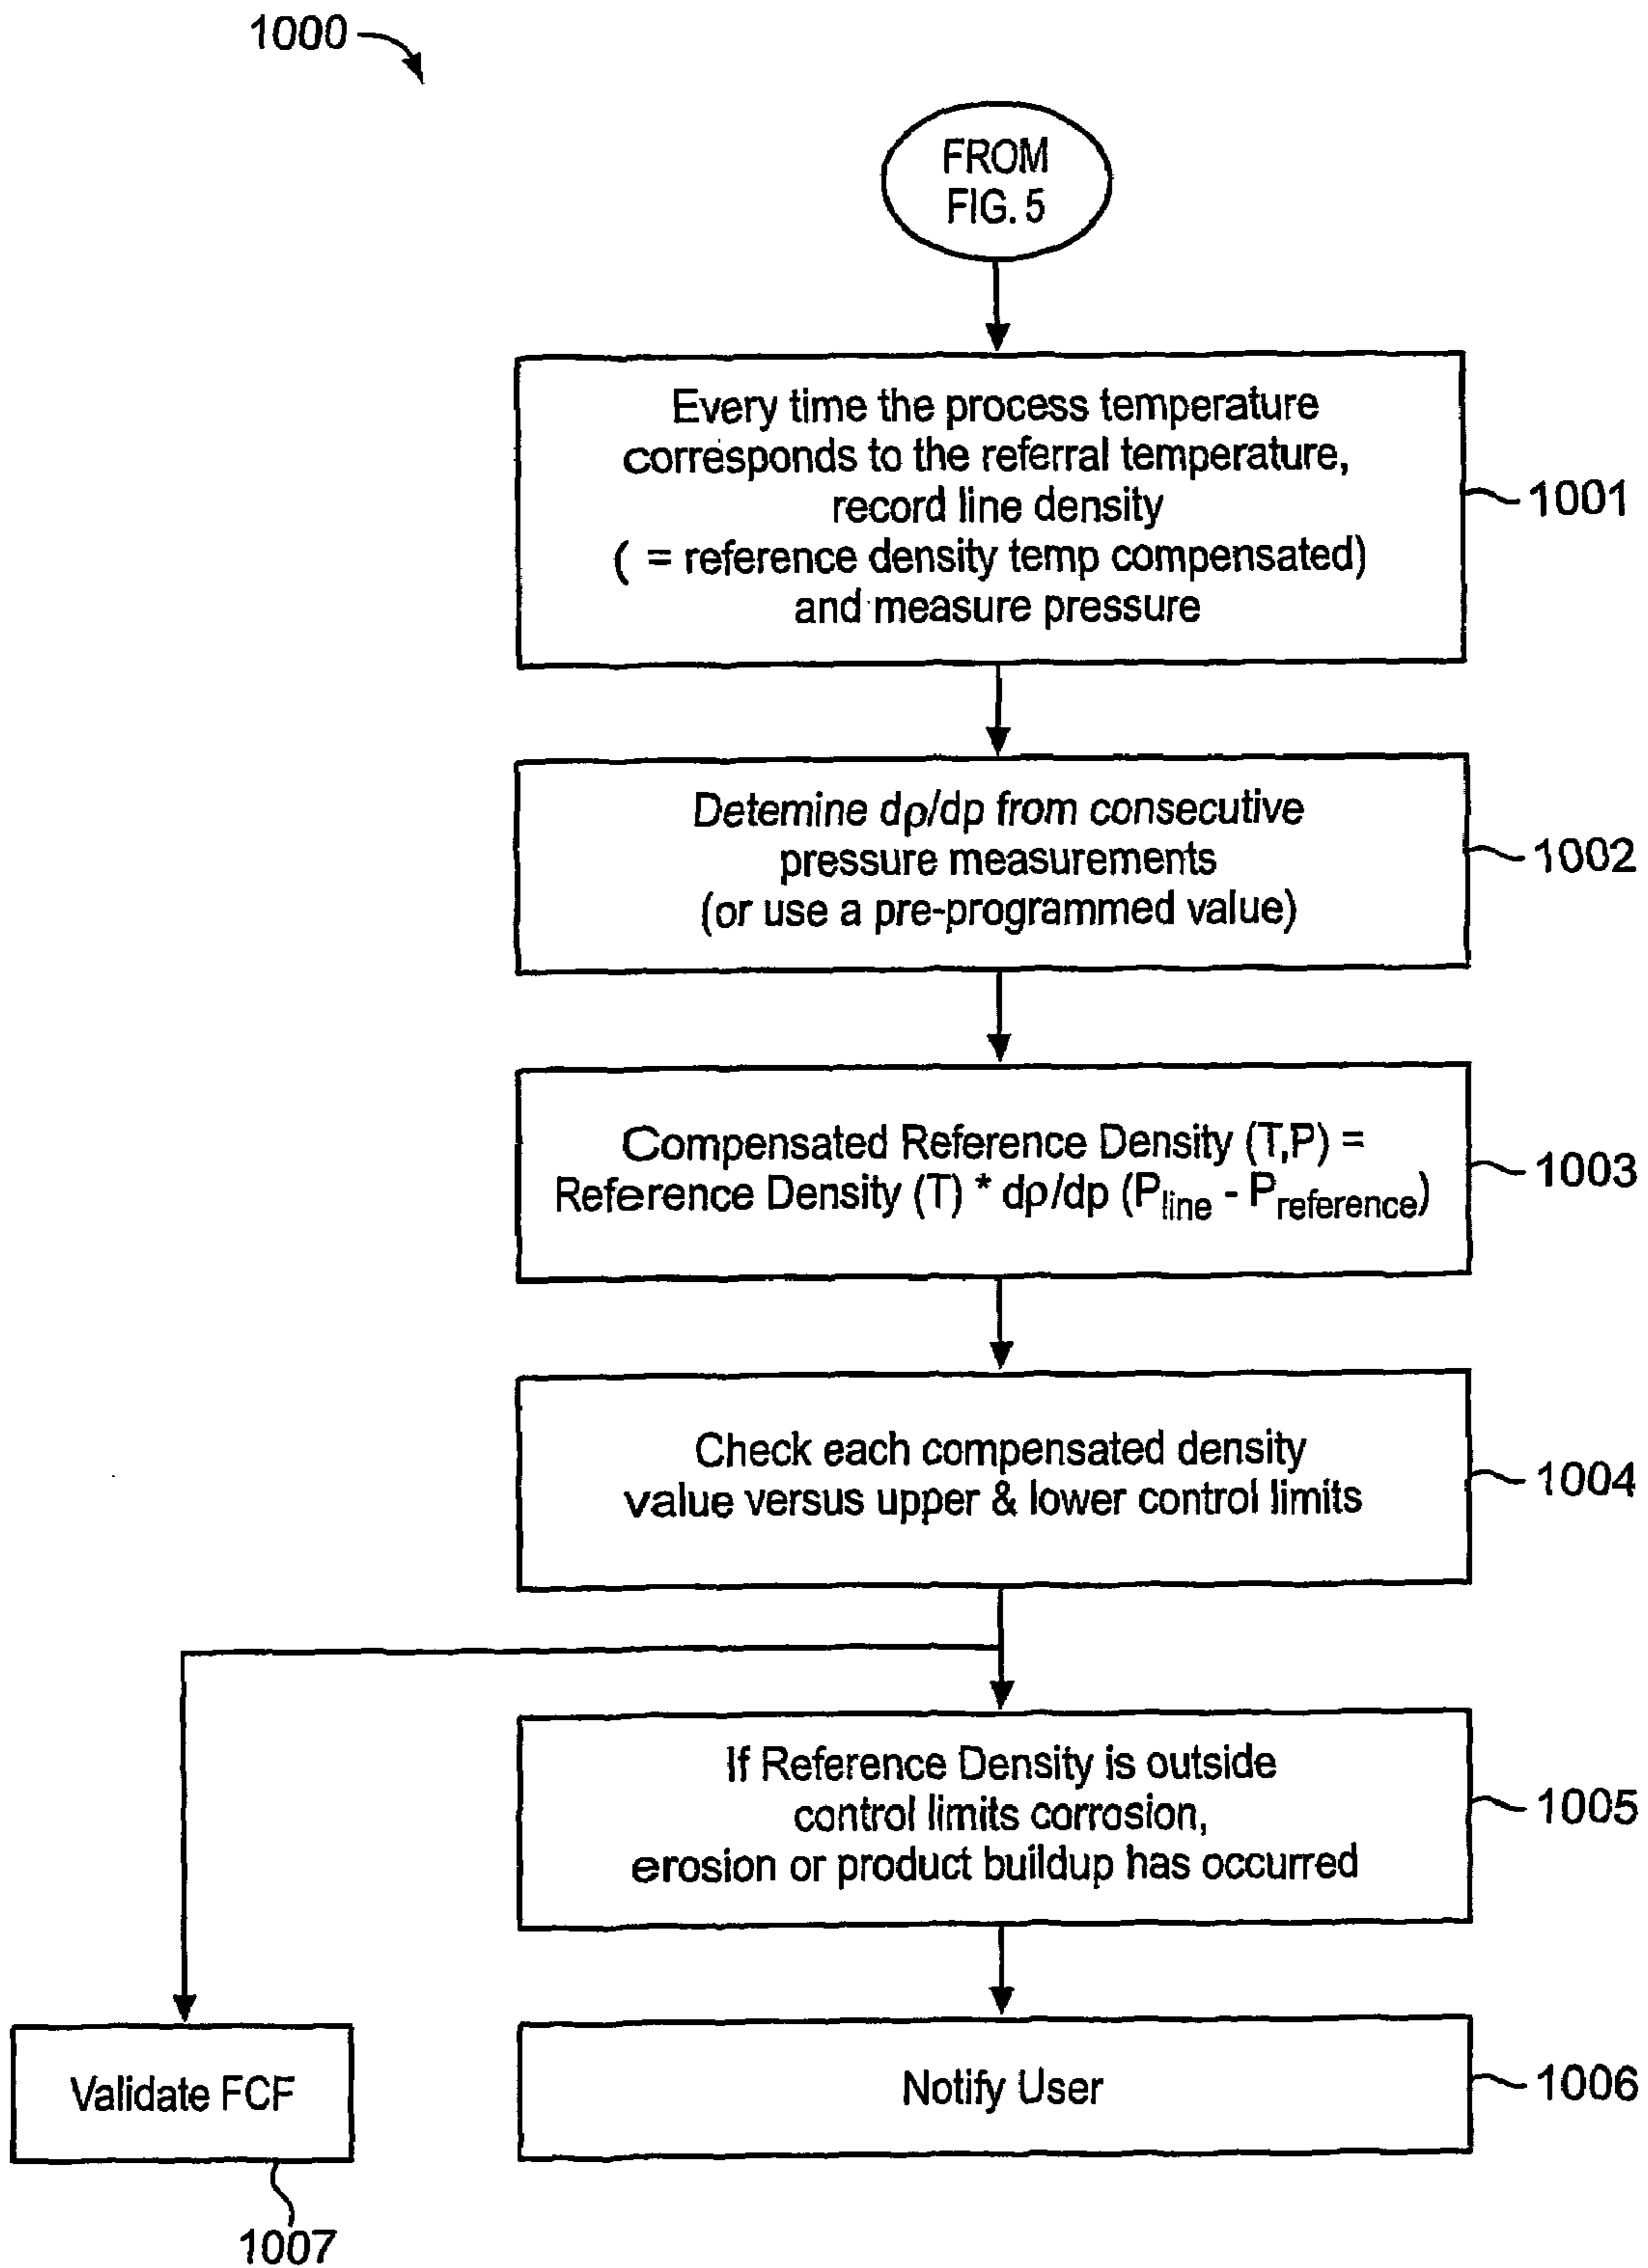 1000
FROM
FIG. 5
Every time the process temperature
corresponds to the referral temperature,
record line density
( = reference density temp compensated)
and measure pressure
1001
Detemine dρ/dp from consecutive
pressure measurements
(or use a pre-programmed value)
1002
Compensated Reference Density (T,P) =
Reference Density (T) * dρ/dp (Pline - Preference)
1003
Check each compensated density
value versus upper & lower control limits
1004
If Reference Density is outside
control limits corrosion,
erosion or product buildup has occurred
1005
Notify User
1006
Validate FCF
1007